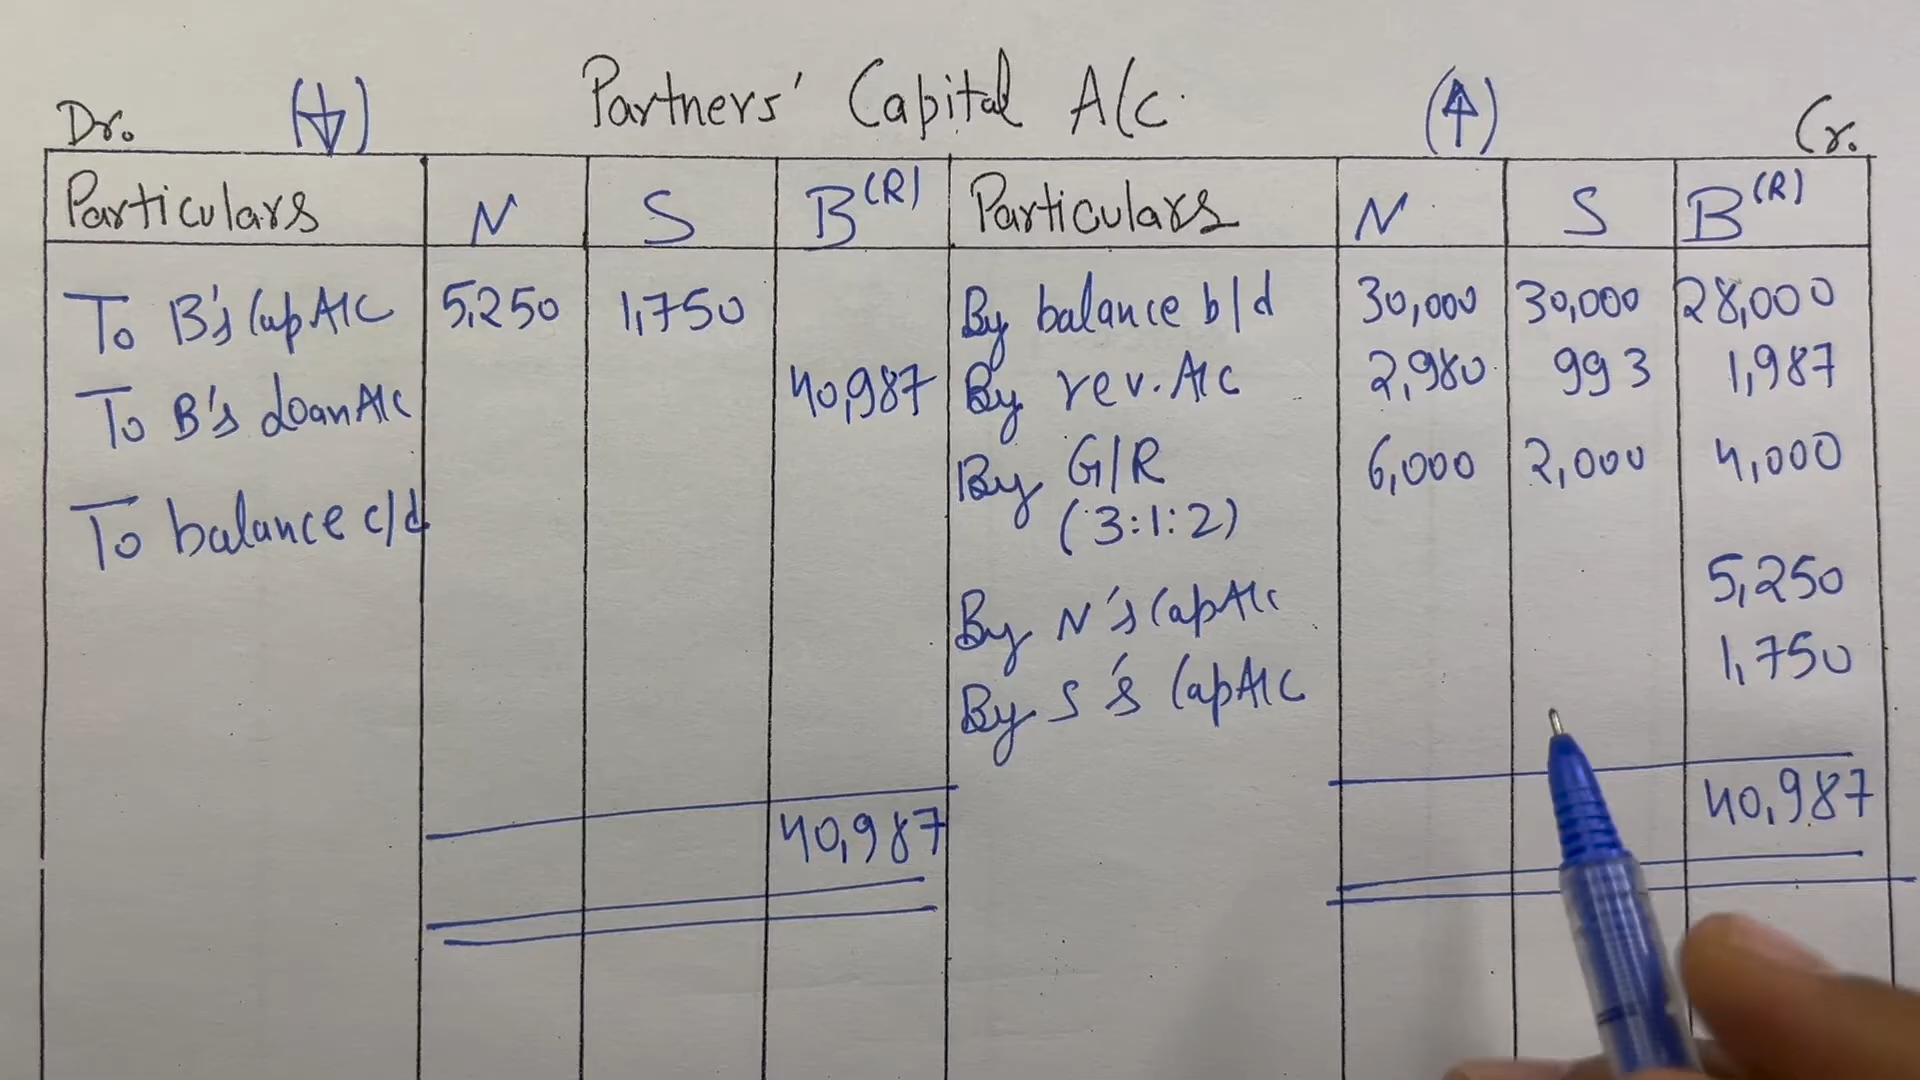 Partners' Capital A/c.
Dr. (↓) (↑) Cr.
Particulars N S B(R) Particulars N S B(R)
To B's Cap A/C 5,250 1,750 By balance b/d 30,000 30,000 28,000
To B's Loan A/c 40,987 By rev. A/C 2,980 993 1,987
By G/R 6,000 2,000 4,000
(3:1:2)
To balance c/d
By N's Cap A/c 5,250
By S's Cap A/C 1,750
40,987 40,987